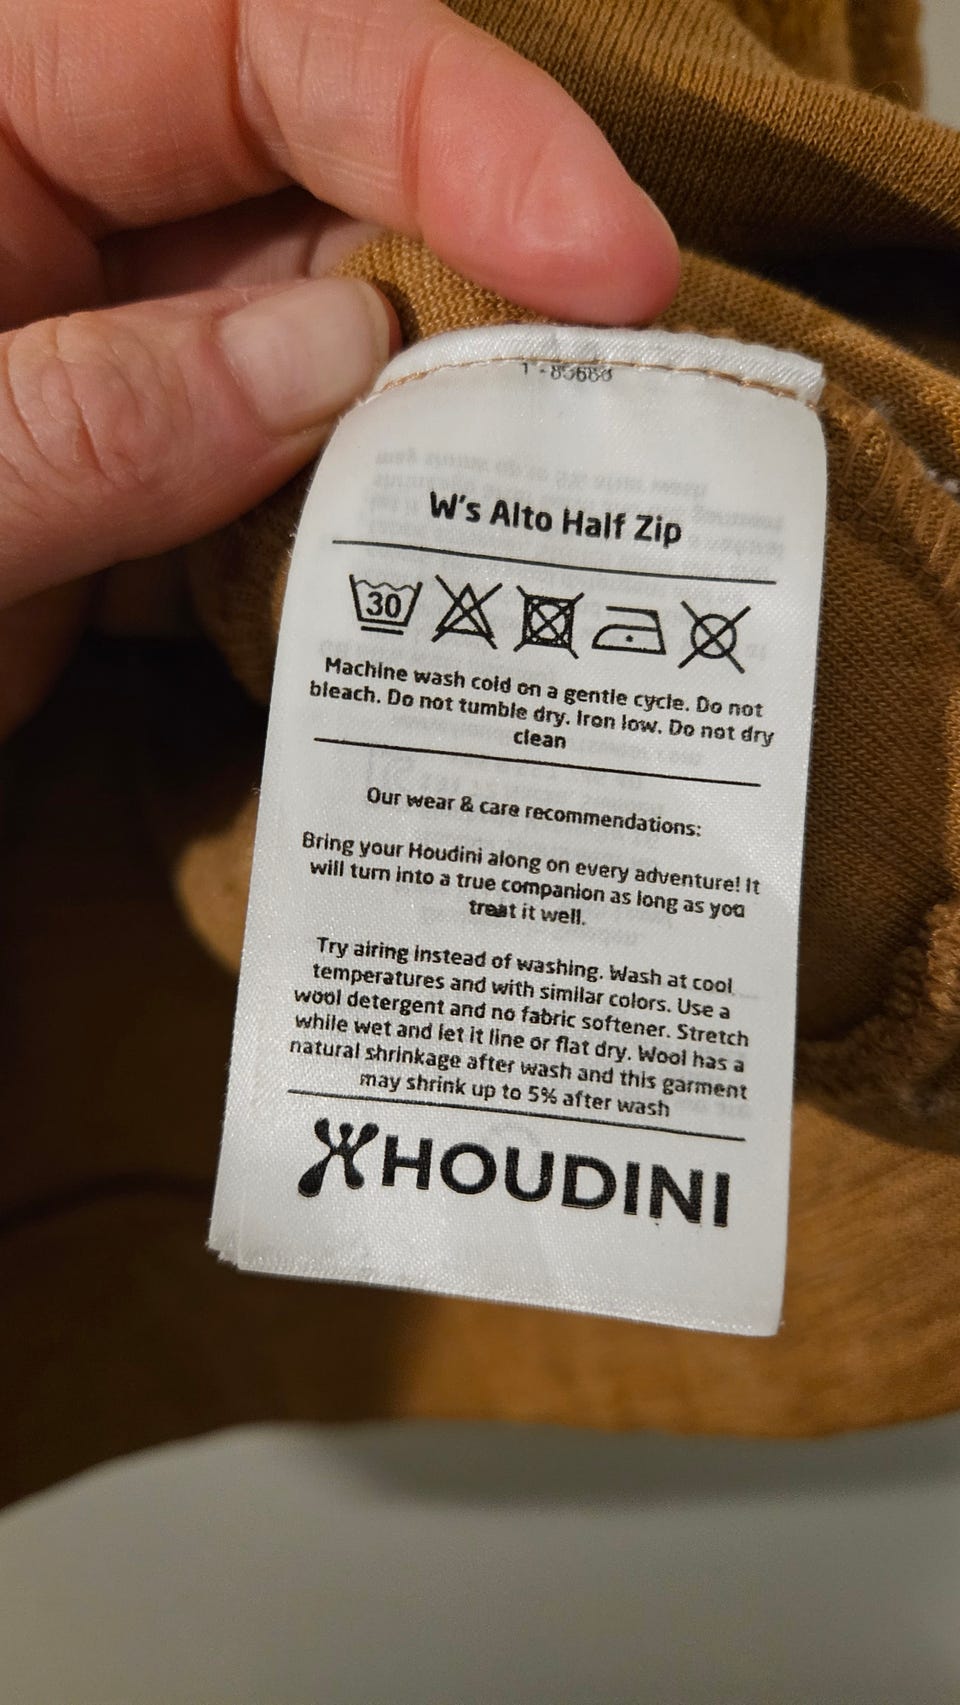 W's Alto Half Zip
30
Machine wash cold on a gentle cycle. Do not
bleach. Do not tumble dry. Iron low. Do not dry
clean
Our wear & care recommendations:
Bring your Houdini along on every adventure! It
will turn into a true companion as long as you
treat it well.
Try airing instead of washing. Wash at cool
temperatures and with similar colors. Use a
wool detergent and no fabric softener. Stretch
while wet and let it line or flat dry. Wool has a
natural shrinkage after wash and this garment
may shrink up to 5% after wash
HOUDINI